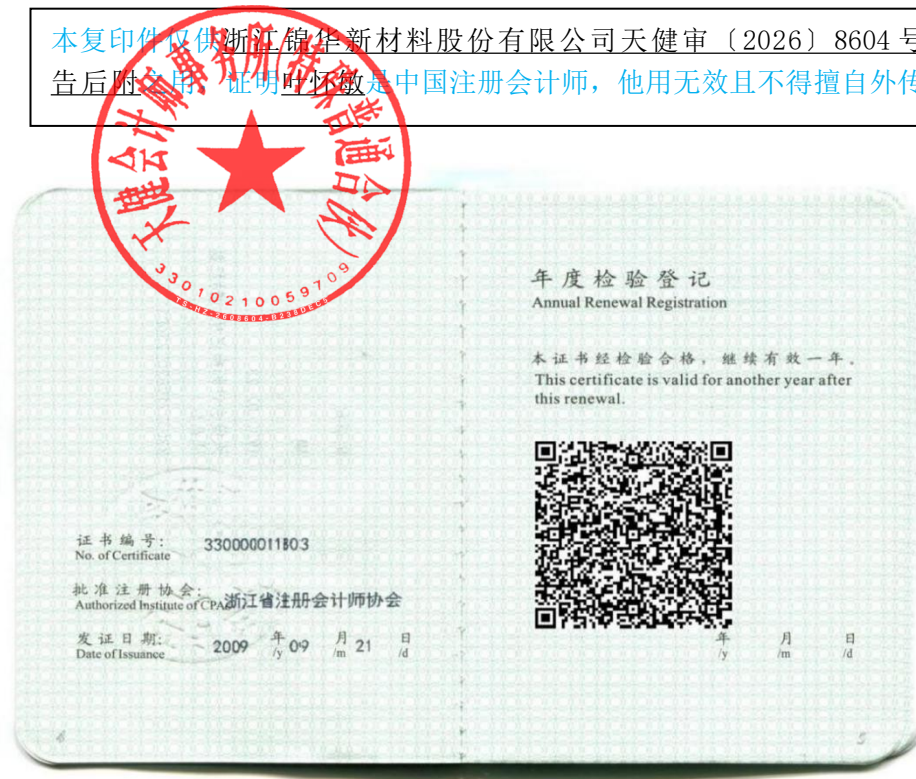 本复印件仅供浙江锦华新材料股份有限公司天健审〔2026〕8604号
告后附之用，证明叶怀敏是中国注册会计师，他用无效且不得擅自外传
天健会计师事务所(特殊普通合伙)
33010210059709
TS-HZ-2608604-B238DEC5
证书编号:
No. of Certificate
330000011803
批准注册协会:
Authorized Institute of CPAs
浙江省注册会计师协会
发证日期:
Date of Issuance
2009 年 09 月 21 日
/y /m /d
4
年度检验登记
Annual Renewal Registration
本证书经检验合格，继续有效一年.
This certificate is valid for another year after
this renewal.
年 月 日
/y /m /d
5